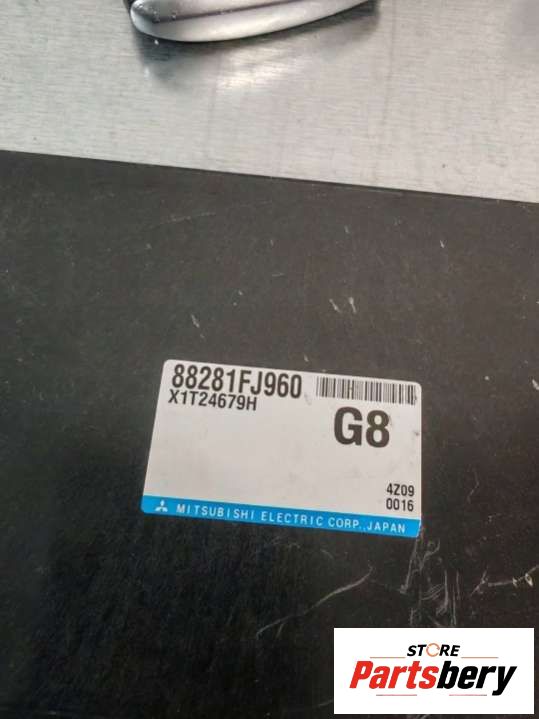 88281FJ960
X1T24679H
G8
4Z09
0016
MITSUBISHI ELECTRIC CORP.,JAPAN
STORE
Partsbery